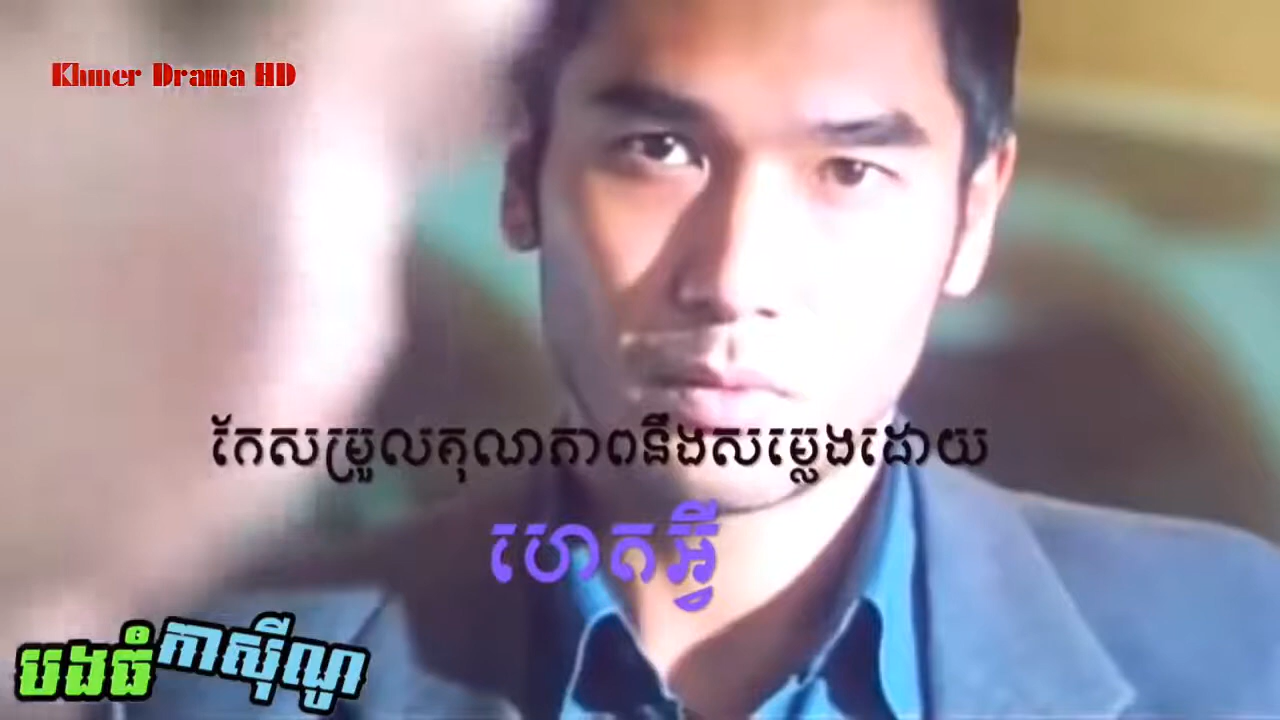 Khmer Drama HD
កែសម្រួលគុណភាពនឹងសម្លេងដោយ
ហេតអ្វី
បងធំកាស៊ីណូ